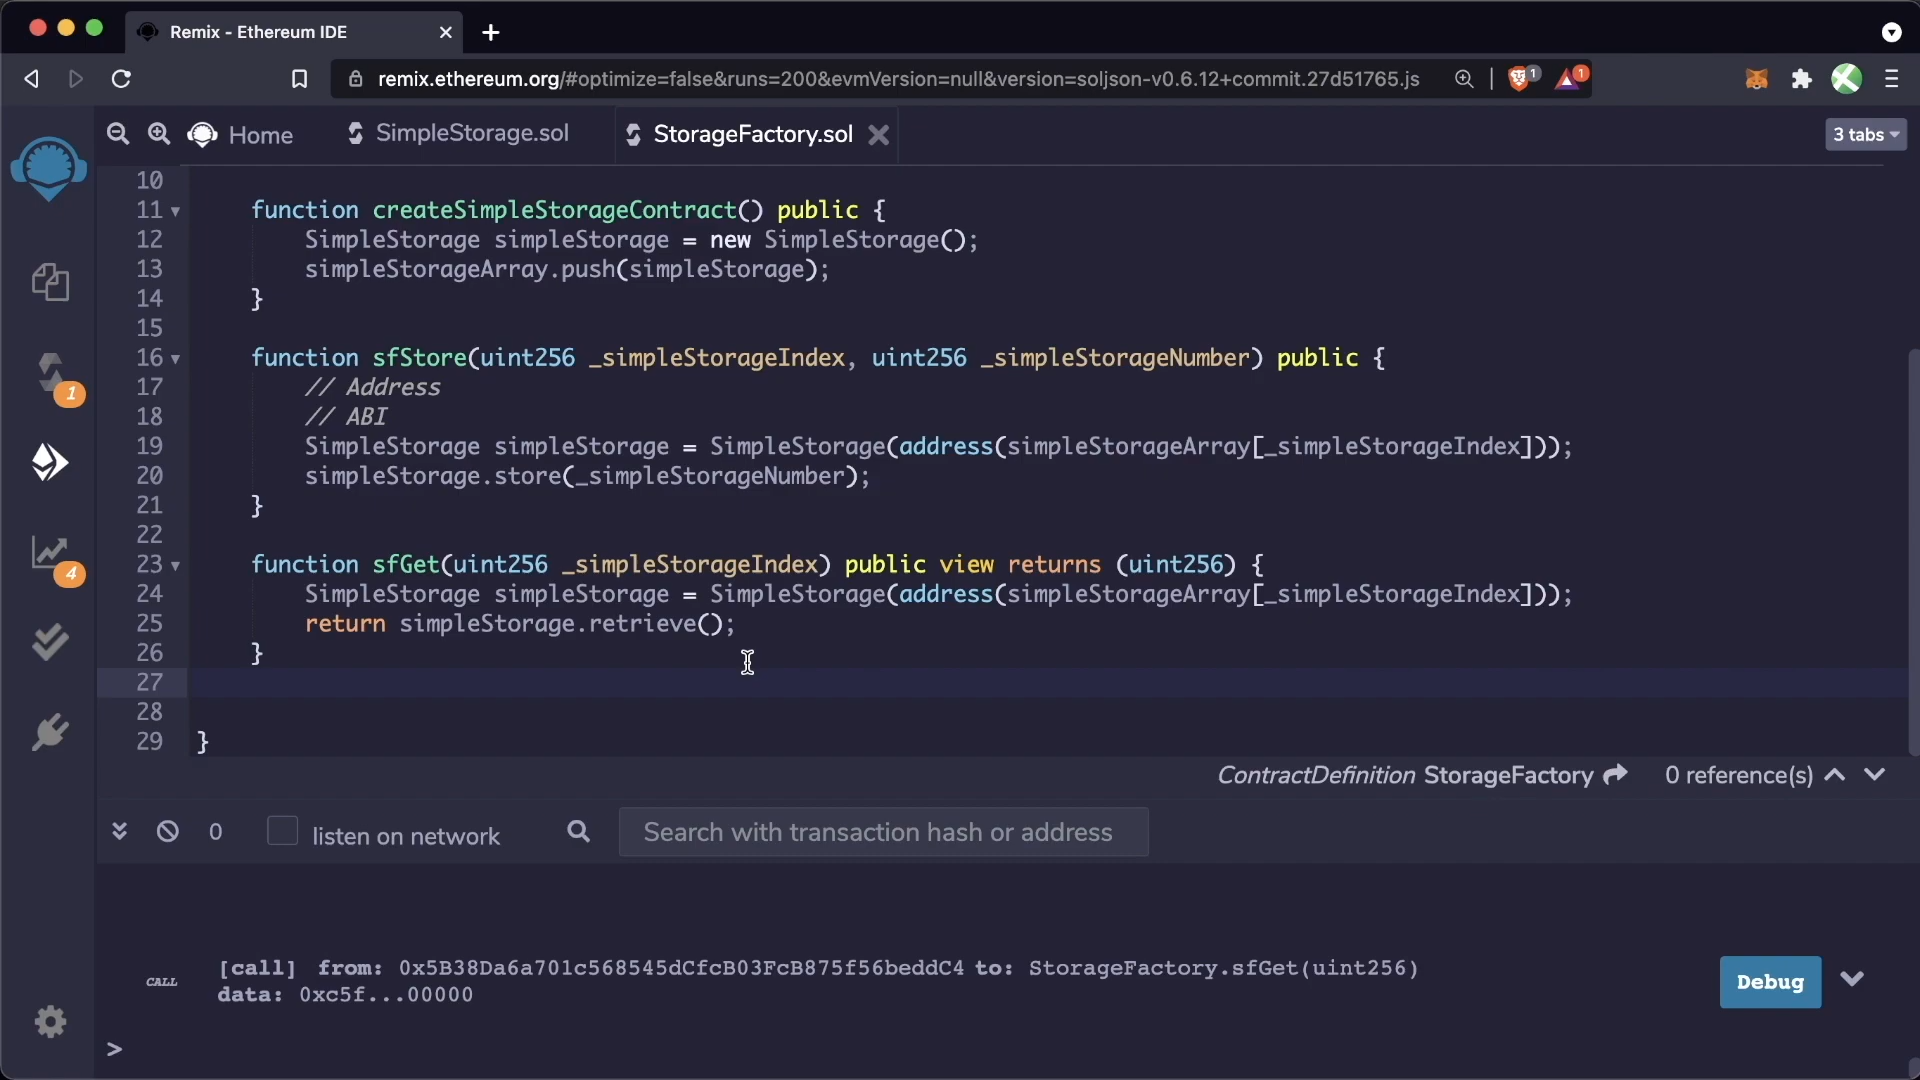 Remix - Ethereum IDE
remix.ethereum.org/#optimize=false&runs=200&evmVersion=null&version=soljson-v0.6.12+commit.27d51765.js
1
1
Home
SimpleStorage.sol
StorageFactory.sol
3 tabs
10
11 function createSimpleStorageContract() public {
12 SimpleStorage simpleStorage = new SimpleStorage();
13 simpleStorageArray.push(simpleStorage);
14 }
15
16 function sfStore(uint256 _simpleStorageIndex, uint256 _simpleStorageNumber) public {
17 // Address
18 // ABI
19 SimpleStorage simpleStorage = SimpleStorage(address(simpleStorageArray[_simpleStorageIndex]));
20 simpleStorage.store(_simpleStorageNumber);
21 }
22
23 function sfGet(uint256 _simpleStorageIndex) public view returns (uint256) {
24 SimpleStorage simpleStorage = SimpleStorage(address(simpleStorageArray[_simpleStorageIndex]));
25 return simpleStorage.retrieve();
26 }
27
28
29 }
1
4
ContractDefinition StorageFactory 0 reference(s)
0 listen on network Search with transaction hash or address
CALL [call] from: 0x5B38Da6a701c568545dCfcB03FcB875f56beddC4 to: StorageFactory.sfGet(uint256)
data: 0xc5f...00000
Debug
>